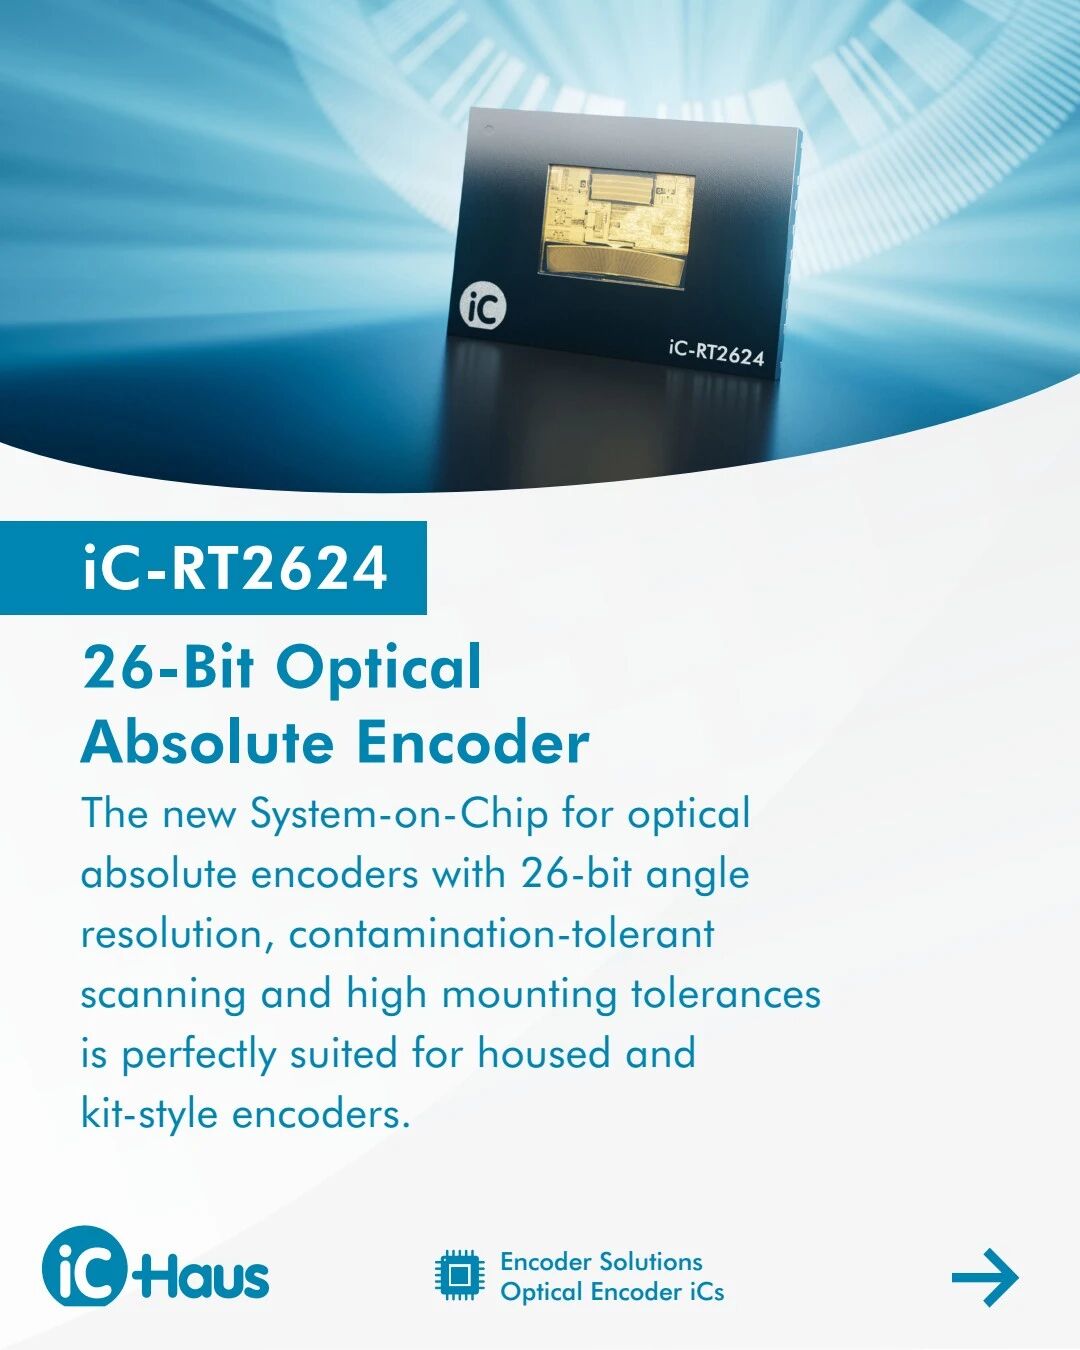 iC
iC-RT2624
iC-RT2624
26-Bit Optical
Absolute Encoder
The new System-on-Chip for optical
absolute encoders with 26-bit angle
resolution, contamination-tolerant
scanning and high mounting tolerances
is perfectly suited for housed and
kit-style encoders.
iC Haus
Encoder Solutions
Optical Encoder iCs